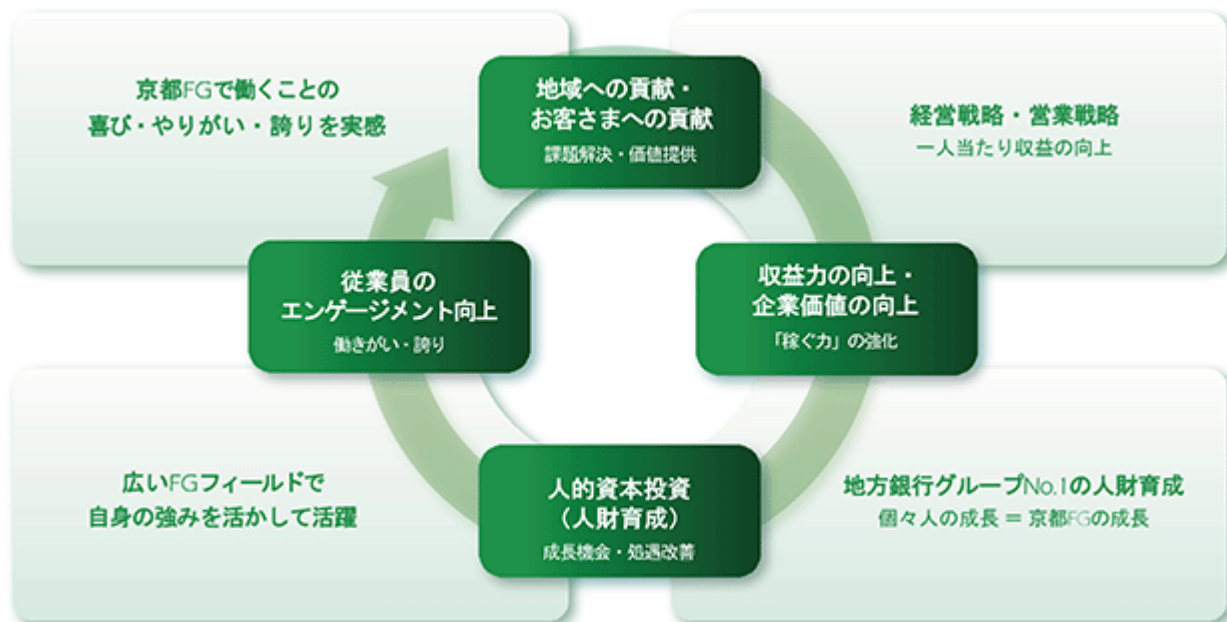 京都FGで働くことの
喜び・やりがい・誇りを実感
地域への貢献・
お客さまへの貢献
課題解決・価値提供
経営戦略・営業戦略
一人当たり収益の向上
従業員の
エンゲージメント向上
働きがい・誇り
収益力の向上・
企業価値の向上
「稼ぐ力」の強化
広いFGフィールドで
自身の強みを活かして活躍
人的資本投資
（人財育成）
成長機会・処遇改善
地方銀行グループNo.1の人財育成
個々人の成長 = 京都FGの成長